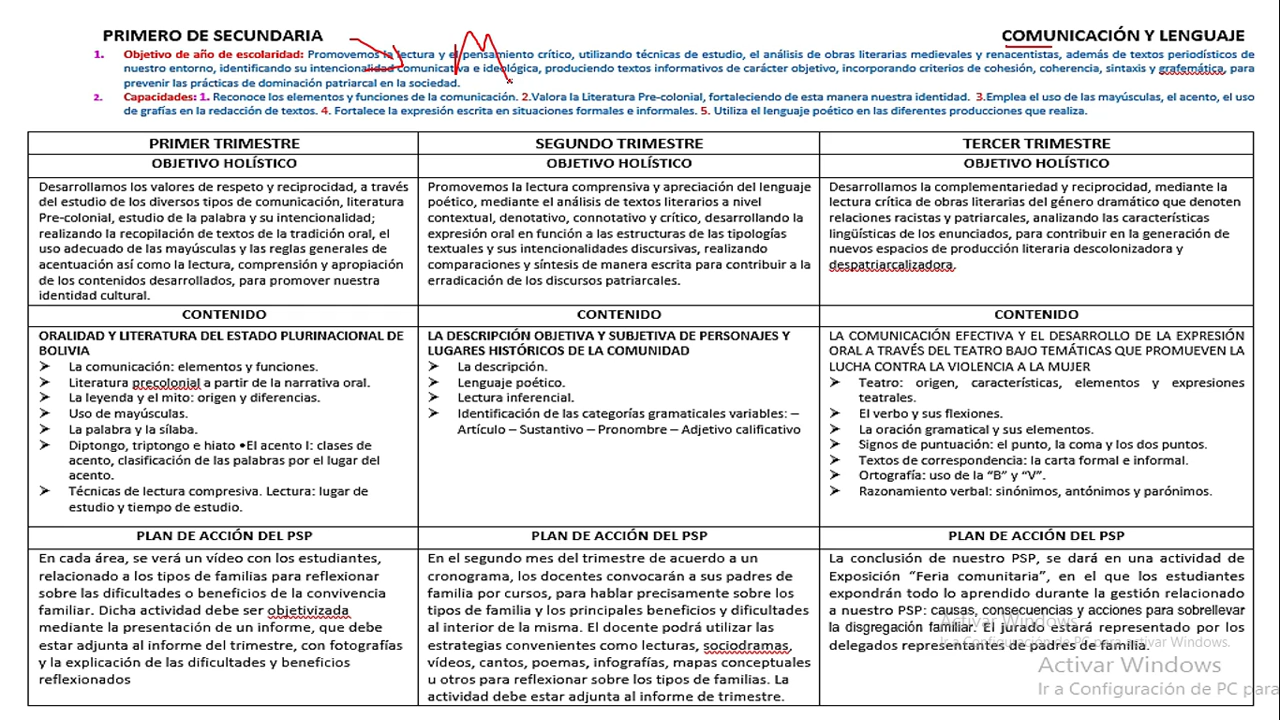 PRIMERO DE SECUNDARIA
COMUNICACIÓN Y LENGUAJE
1. Objetivo de año de escolaridad: Promovemos la lectura y el pensamiento crítico, utilizando técnicas de estudio, el análisis de obras literarias medievales y renacentistas, además de textos periodísticos de
nuestro entorno, identificando su intencionalidad comunicativa e ideológica, produciendo textos informativos de carácter objetivo, incorporando criterios de cohesión, coherencia, sintaxis y grafemática, para
prevenir las prácticas de dominación patriarcal en la sociedad.
2. Capacidades: 1. Reconoce los elementos y funciones de la comunicación. 2.Valora la Literatura Pre-colonial, fortaleciendo de esta manera nuestra identidad. 3.Emplea el uso de las mayúsculas, el acento, el uso
de grafías en la redacción de textos. 4. Fortalece la expresión escrita en situaciones formales e informales. 5. Utiliza el lenguaje poético en las diferentes producciones que realiza.
PRIMER TRIMESTRE
OBJETIVO HOLÍSTICO
Desarrollamos los valores de respeto y reciprocidad, a través
del estudio de los diversos tipos de comunicación, literatura
Pre-colonial, estudio de la palabra y su intencionalidad;
realizando la recopilación de textos de la tradición oral, el
uso adecuado de las mayúsculas y las reglas generales de
acentuación así como la lectura, comprensión y apropiación
de los contenidos desarrollados, para promover nuestra
identidad cultural.
CONTENIDO
ORALIDAD Y LITERATURA DEL ESTADO PLURINACIONAL DE
BOLIVIA
➤ La comunicación: elementos y funciones.
➤ Literatura precolonial a partir de la narrativa oral.
➤ La leyenda y el mito: origen y diferencias.
➤ Uso de mayúsculas.
➤ La palabra y la sílaba.
➤ Diptongo, triptongo e hiato •El acento I: clases de
acento, clasificación de las palabras por el lugar del
acento.
➤ Técnicas de lectura compresiva. Lectura: lugar de
estudio y tiempo de estudio.
PLAN DE ACCIÓN DEL PSP
En cada área, se verá un vídeo con los estudiantes,
relacionado a los tipos de familias para reflexionar
sobre las dificultades o beneficios de la convivencia
familiar. Dicha actividad debe ser objetivizada
mediante la presentación de un informe, que debe
estar adjunta al informe del trimestre, con fotografías
y la explicación de las dificultades y beneficios
reflexionados
SEGUNDO TRIMESTRE
OBJETIVO HOLÍSTICO
Promovemos la lectura comprensiva y apreciación del lenguaje
poético, mediante el análisis de textos literarios a nivel
contextual, denotativo, connotativo y crítico, desarrollando la
expresión oral en función a las estructuras de las tipologías
textuales y sus intencionalidades discursivas, realizando
comparaciones y síntesis de manera escrita para contribuir a la
erradicación de los discursos patriarcales.
CONTENIDO
LA DESCRIPCIÓN OBJETIVA Y SUBJETIVA DE PERSONAJES Y
LUGARES HISTÓRICOS DE LA COMUNIDAD
➤ La descripción.
➤ Lenguaje poético.
➤ Lectura inferencial.
➤ Identificación de las categorías gramaticales variables: –
Artículo – Sustantivo – Pronombre – Adjetivo calificativo
PLAN DE ACCIÓN DEL PSP
En el segundo mes del trimestre de acuerdo a un
cronograma, los docentes convocarán a sus padres de
familia por cursos, para hablar precisamente sobre los
tipos de familia y los principales beneficios y dificultades
al interior de la misma. El docente podrá utilizar las
estrategias convenientes como lecturas, sociodramas,
vídeos, cantos, poemas, infografías, mapas conceptuales
u otros para reflexionar sobre los tipos de familias. La
actividad debe estar adjunta al informe de trimestre.
TERCER TRIMESTRE
OBJETIVO HOLÍSTICO
Desarrollamos la complementariedad y reciprocidad, mediante la
lectura crítica de obras literarias del género dramático que denoten
relaciones racistas y patriarcales, analizando las características
lingüísticas de los enunciados, para contribuir en la generación de
nuevos espacios de producción literaria descolonizadora y
despatriarcalizadora.
CONTENIDO
LA COMUNICACIÓN EFECTIVA Y EL DESARROLLO DE LA EXPRESIÓN
ORAL A TRAVÉS DEL TEATRO BAJO TEMÁTICAS QUE PROMUEVEN LA
LUCHA CONTRA LA VIOLENCIA A LA MUJER
➤ Teatro: origen, características, elementos y expresiones
teatrales.
➤ El verbo y sus flexiones.
➤ La oración gramatical y sus elementos.
➤ Signos de puntuación: el punto, la coma y los dos puntos.
➤ Textos de correspondencia: la carta formal e informal.
➤ Ortografía: uso de la “B” y “V”.
➤ Razonamiento verbal: sinónimos, antónimos y parónimos.
PLAN DE ACCIÓN DEL PSP
La conclusión de nuestro PSP, se dará en una actividad de
Exposición “Feria comunitaria”, en el que los estudiantes
expondrán todo lo aprendido durante la gestión relacionado
a nuestro PSP: causas, consecuencias y acciones para sobrellevar
la disgregación familiar. El jurado estará representado por los
delegados representantes de padres de familia.
Activar Windows
Ir a Configuración de PC para activar Windows.
Activar Windows
Ir a Configuración de PC para